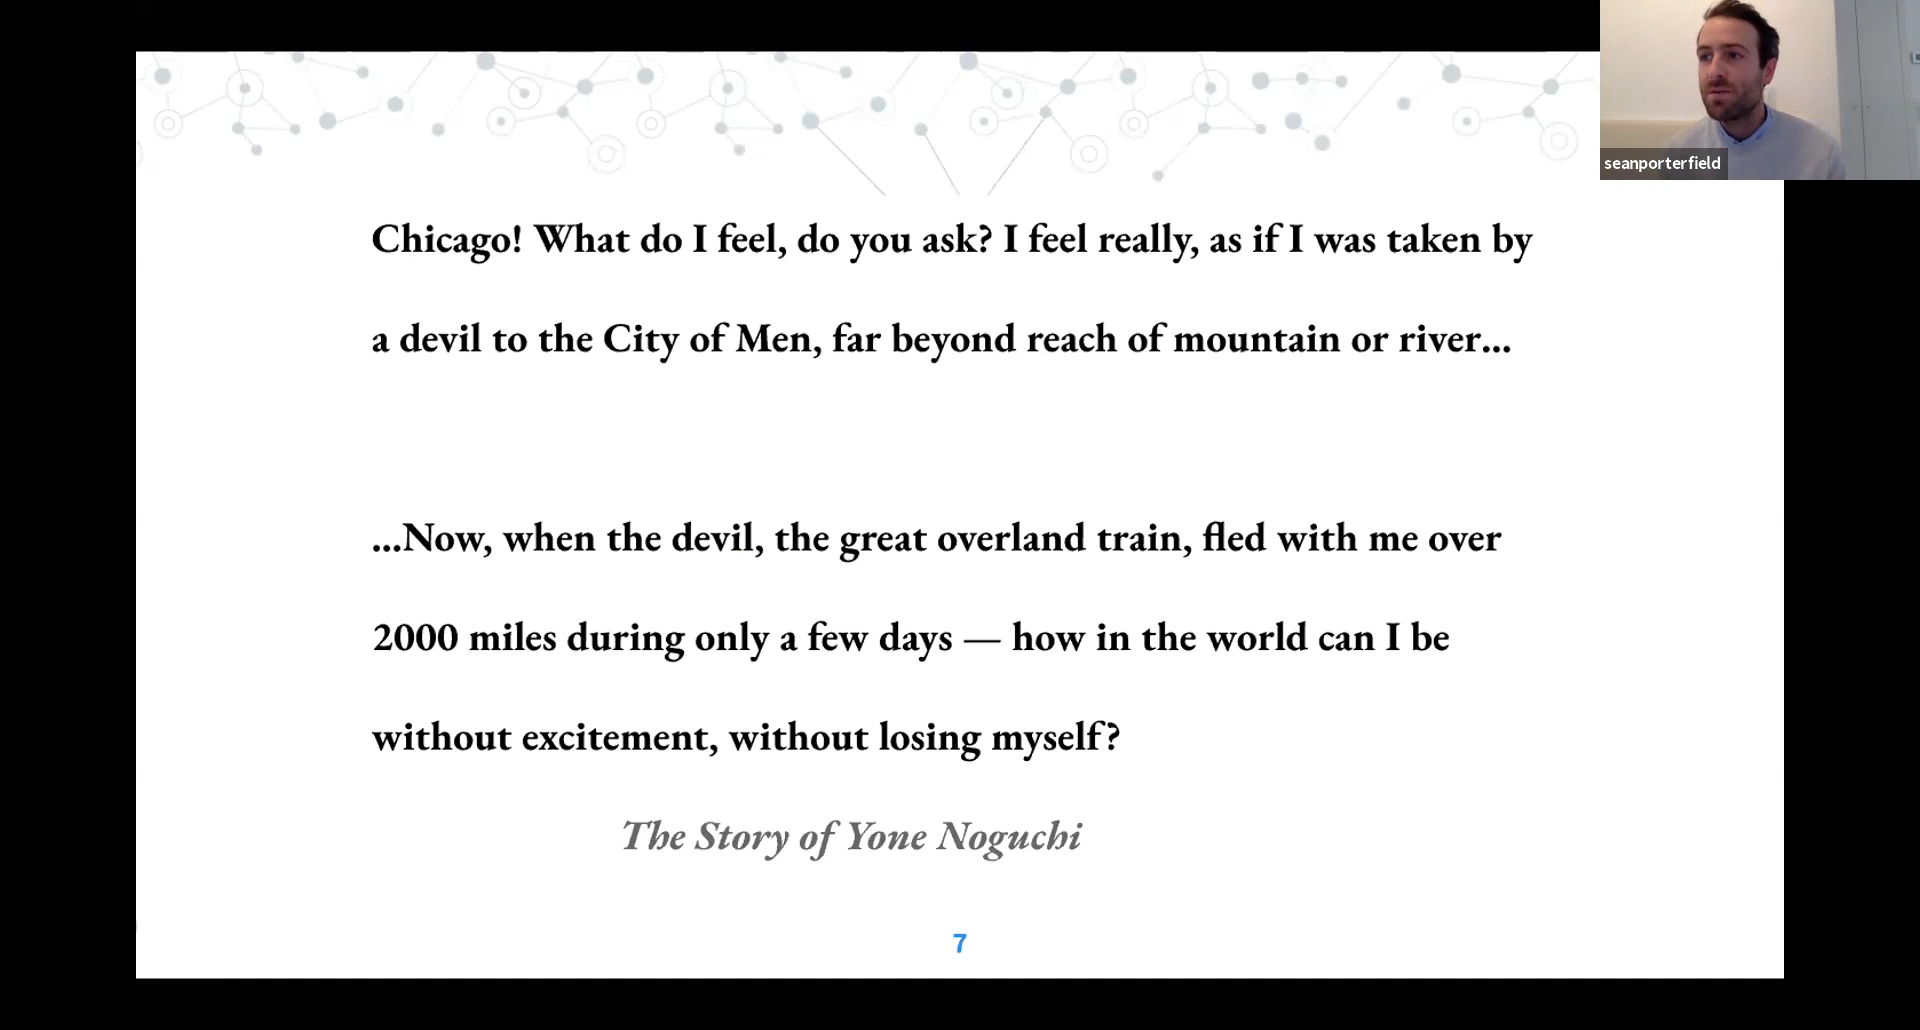 seanporterfield
Chicago! What do I feel, do you ask? I feel really, as if I was taken by
a devil to the City of Men, far beyond reach of mountain or river...
...Now, when the devil, the great overland train, fled with me over
2000 miles during only a few days — how in the world can I be
without excitement, without losing myself?
The Story of Yone Noguchi
7